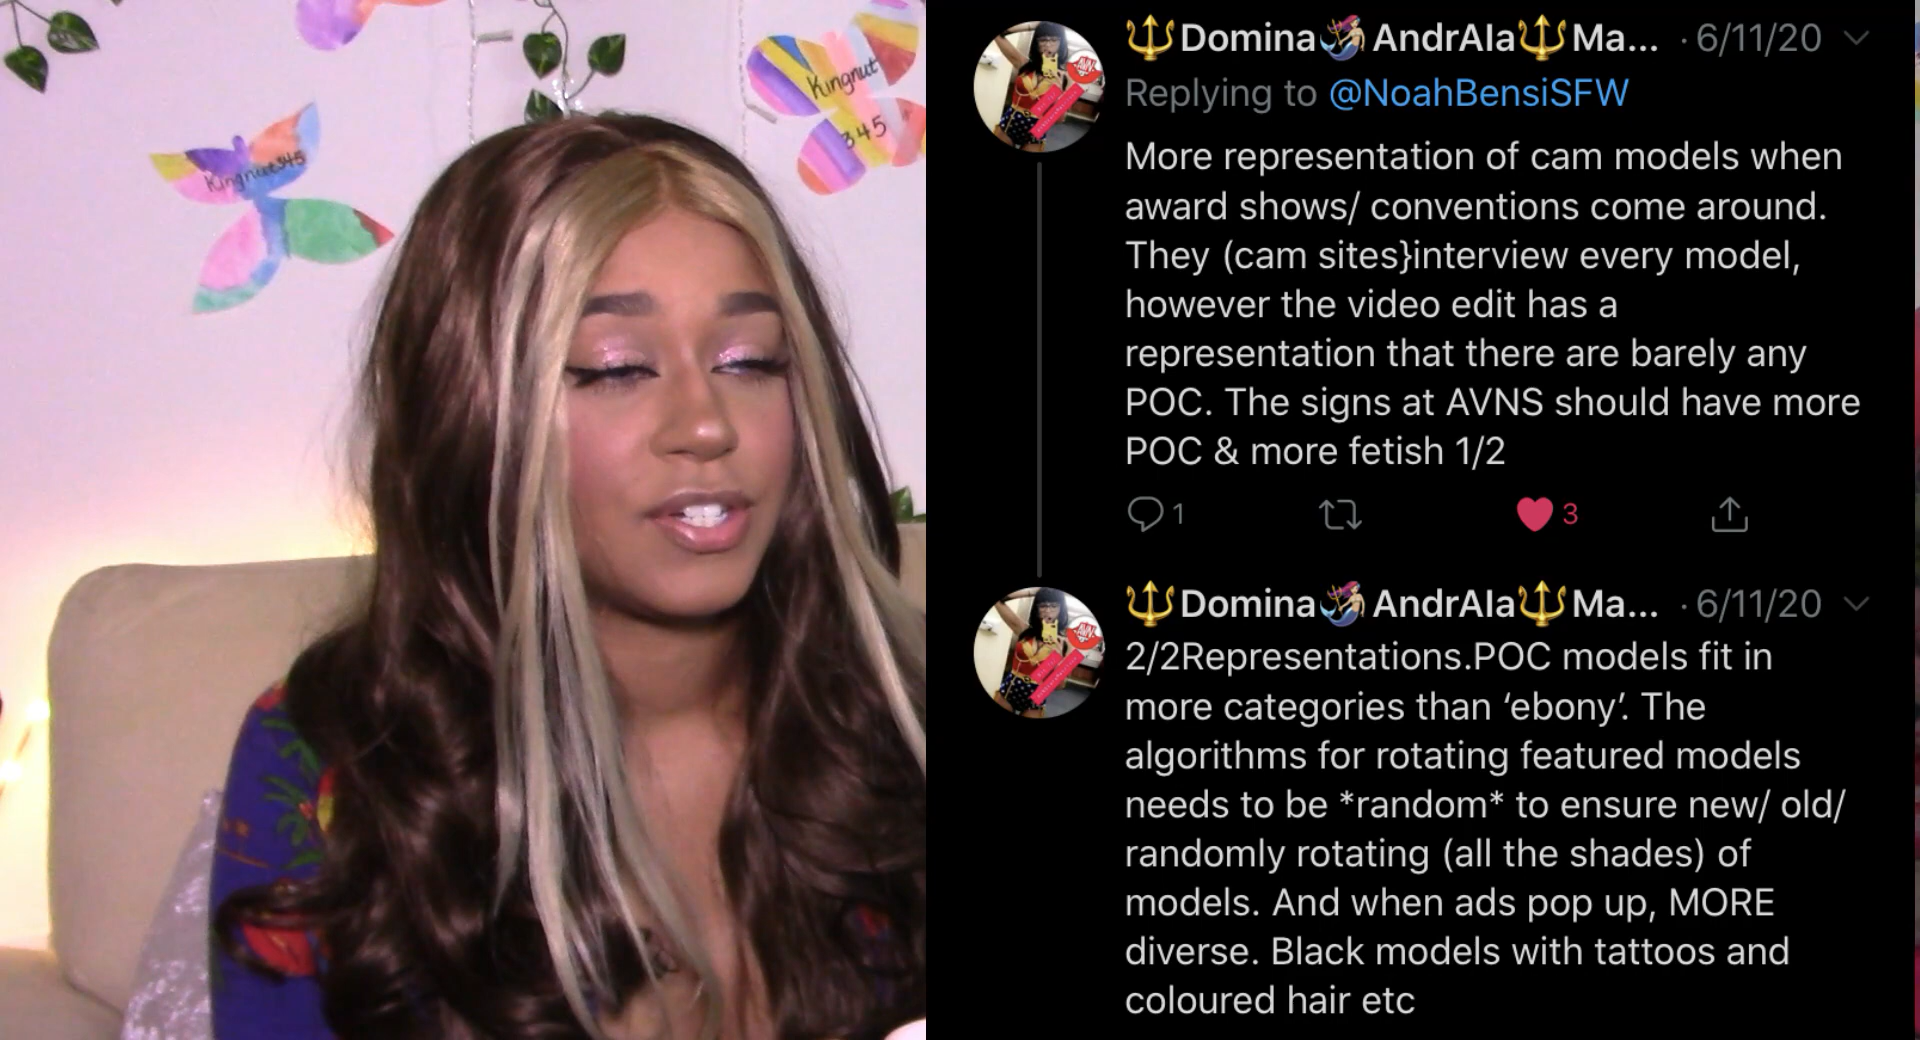 Kingnut
345
Kingnut345
🔱Domina🧜‍♀️AndrAla🔱Ma... · 6/11/20
Replying to @NoahBensiSFW
More representation of cam models when
award shows/ conventions come around.
They (cam sites}interview every model,
however the video edit has a
representation that there are barely any
POC. The signs at AVNS should have more
POC & more fetish 1/2
1
3
🔱Domina🧜‍♀️AndrAla🔱Ma... · 6/11/20
2/2Representations.POC models fit in
more categories than ‘ebony’. The
algorithms for rotating featured models
needs to be *random* to ensure new/ old/
randomly rotating (all the shades) of
models. And when ads pop up, MORE
diverse. Black models with tattoos and
coloured hair etc